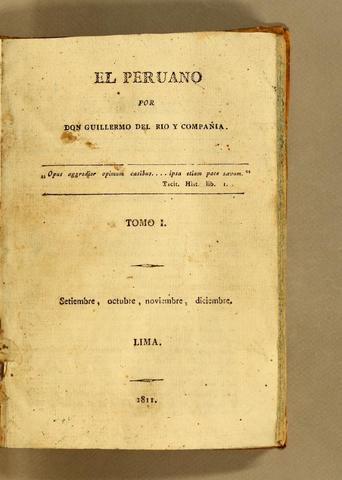 EL PERUANO
POR
DON GUILLERMO DEL RIO Y COMPAÑIA.
„Opus aggredior opimum casibus.... ipsa etiam pace sævum."
Tacit. Hist. lib. 1.
TOMO I.
Setiembre, octubre, noviembre, diciembre.
LIMA.
1811.